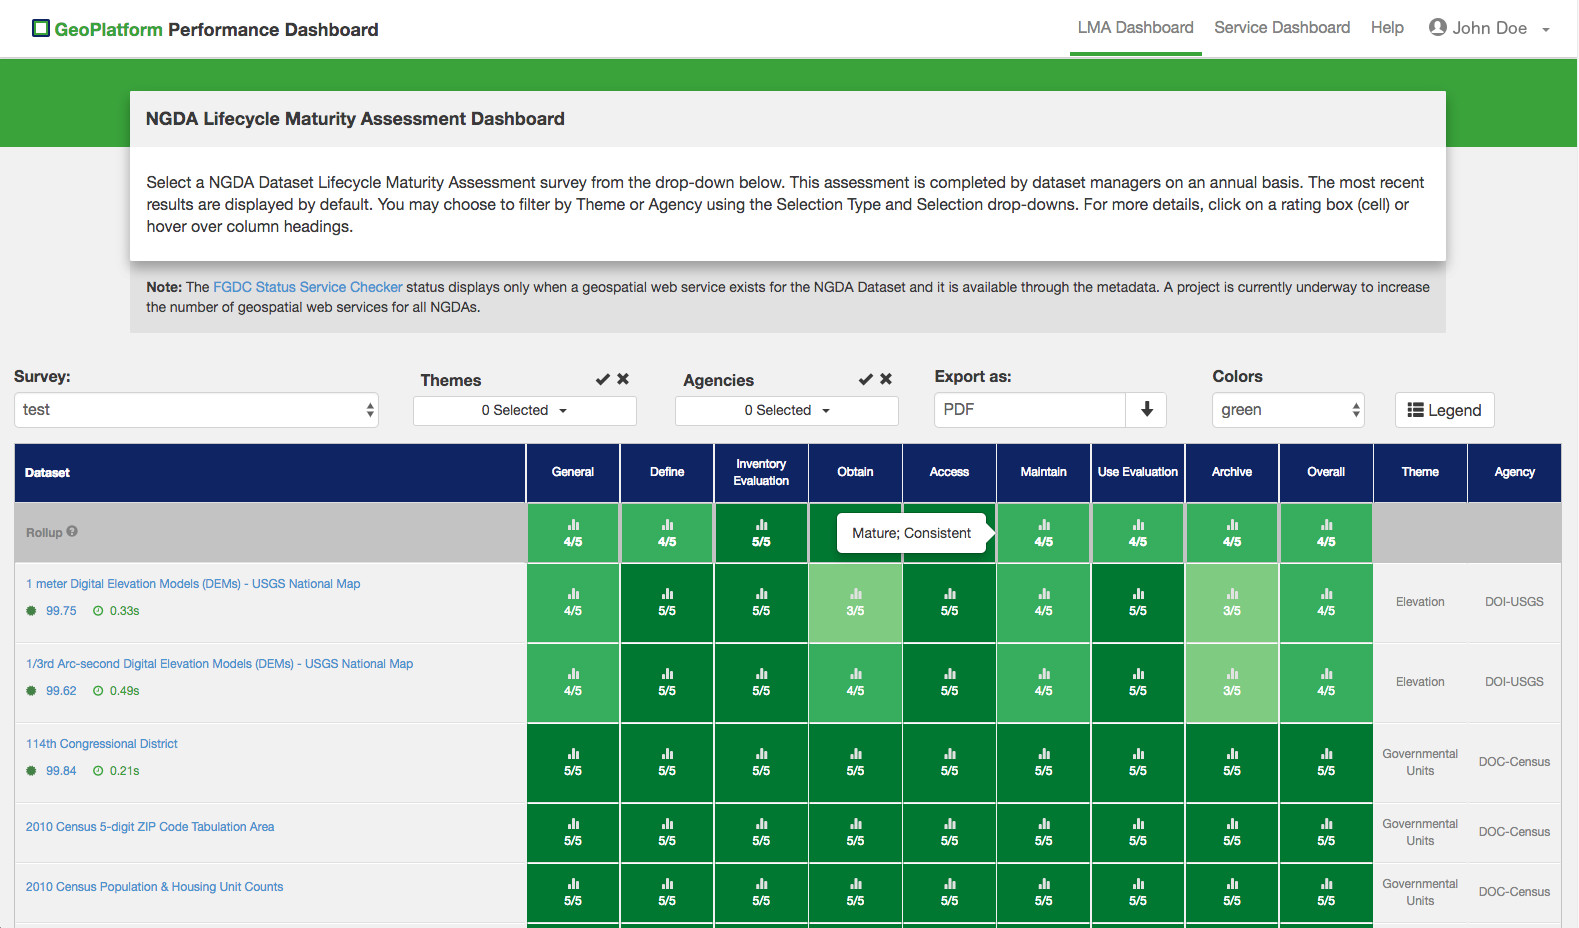 GeoPlatform Performance Dashboard
LMA Dashboard Service Dashboard Help John Doe
NGDA Lifecycle Maturity Assessment Dashboard
Select a NGDA Dataset Lifecycle Maturity Assessment survey from the drop-down below. This assessment is completed by dataset managers on an annual basis. The most recent
results are displayed by default. You may choose to filter by Theme or Agency using the Selection Type and Selection drop-downs. For more details, click on a rating box (cell) or
hover over column headings.
Note: The FGDC Status Service Checker status displays only when a geospatial web service exists for the NGDA Dataset and it is available through the metadata. A project is currently underway to increase
the number of geospatial web services for all NGDAs.
Survey: Themes Agencies Export as: Colors
test 0 Selected 0 Selected PDF green Legend
Dataset General Define Inventory Evaluation Obtain Access Maintain Use Evaluation Archive Overall Theme Agency
Rollup 4/5 4/5 5/5 Mature; Consistent 4/5 4/5 4/5 4/5
1 meter Digital Elevation Models (DEMs) - USGS National Map
99.75 0.33s
4/5 5/5 5/5 3/5 5/5 4/5 5/5 3/5 4/5 Elevation DOI-USGS
1/3rd Arc-second Digital Elevation Models (DEMs) - USGS National Map
99.62 0.49s
4/5 5/5 5/5 4/5 5/5 4/5 5/5 3/5 4/5 Elevation DOI-USGS
114th Congressional District
99.84 0.21s
5/5 5/5 5/5 5/5 5/5 5/5 5/5 5/5 5/5 Governmental Units DOC-Census
2010 Census 5-digit ZIP Code Tabulation Area
5/5 5/5 5/5 5/5 5/5 5/5 5/5 5/5 5/5 Governmental Units DOC-Census
2010 Census Population & Housing Unit Counts
5/5 5/5 5/5 5/5 5/5 5/5 5/5 5/5 5/5 Governmental Units DOC-Census